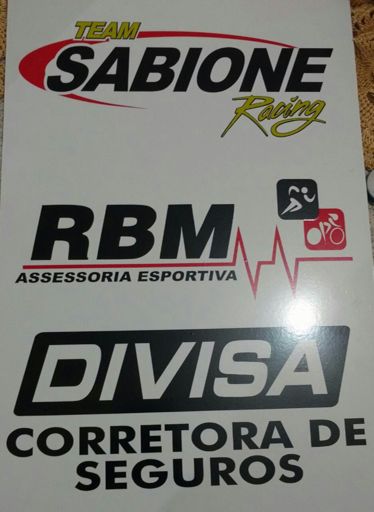 TEAM
SABIONE
Racing
RBM
ASSESSORIA ESPORTIVA
DIVISA
CORRETORA DE
SEGUROS